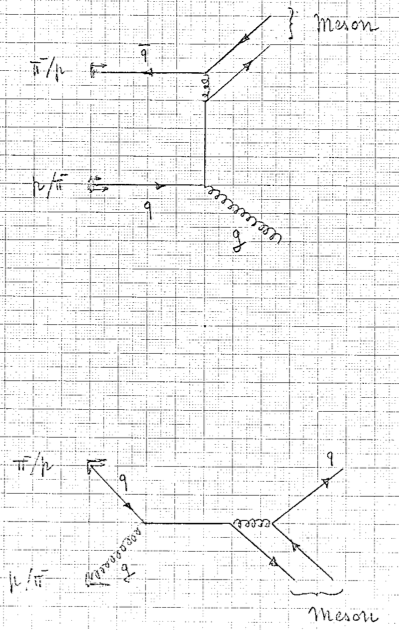 } Meson
π/p q̄
p/π q
g
π/p q q
p/π g
Meson